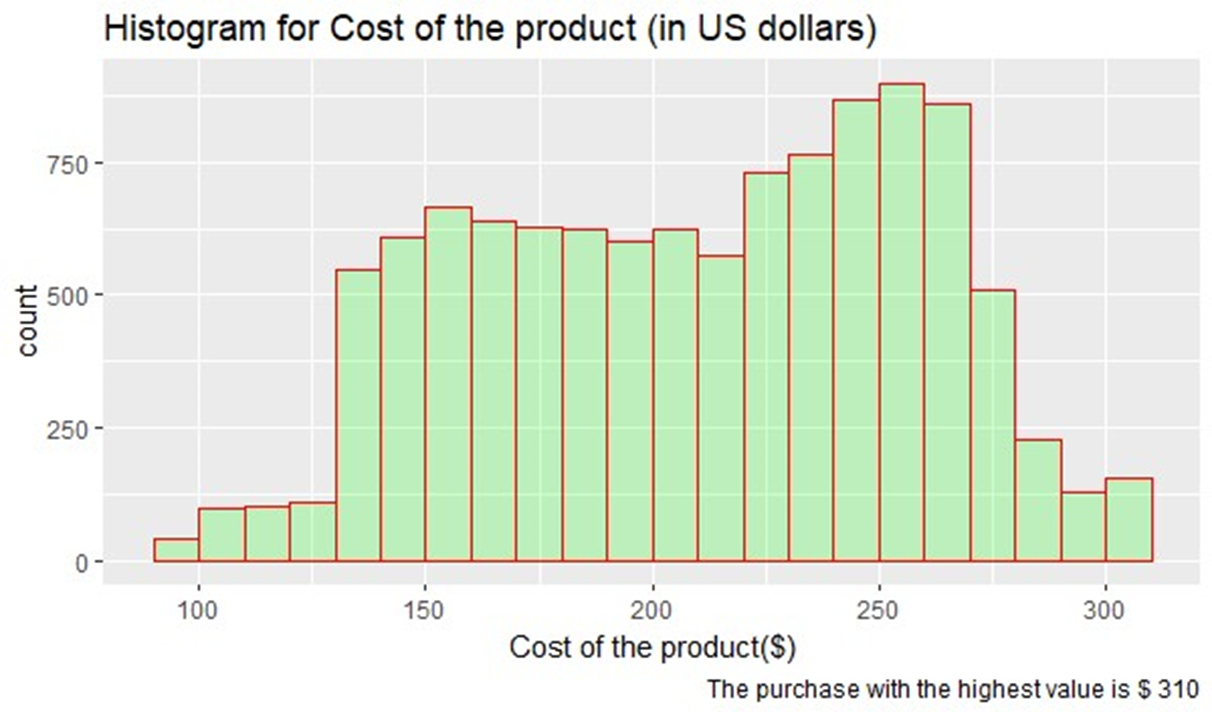 Histogram for Cost of the product (in US dollars)
count
750
500
250
0
100 150 200 250 300
Cost of the product($)
The purchase with the highest value is $ 310